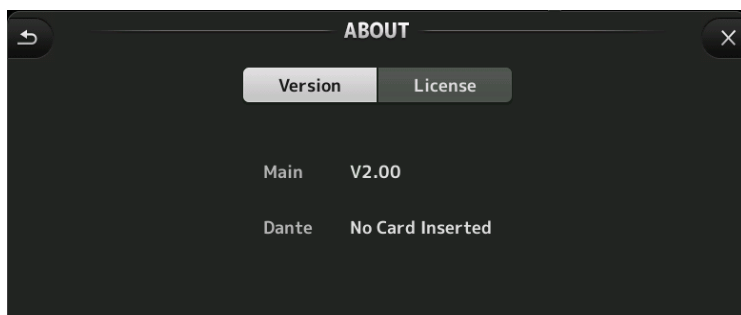 ABOUT
Version License
Main V2.00
Dante No Card Inserted